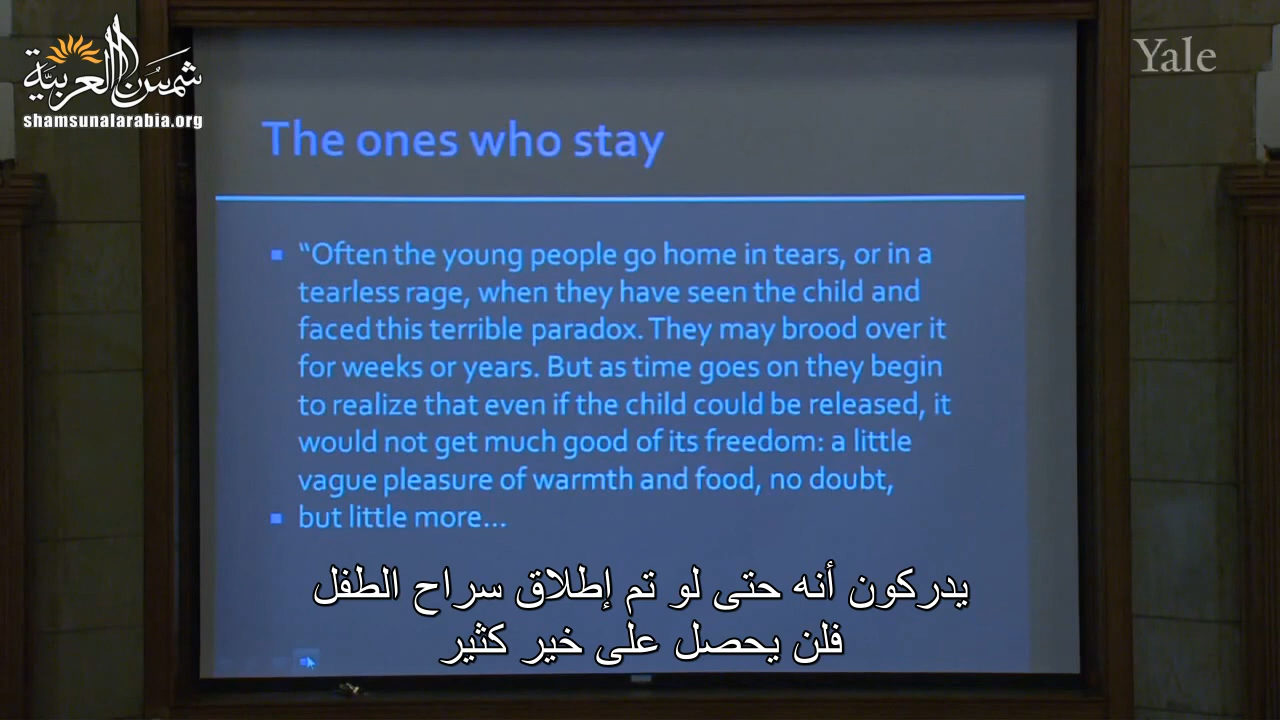 شمس العربية
shamsunalarabia.org
Yale
The ones who stay
“Often the young people go home in tears, or in a
tearless rage, when they have seen the child and
faced this terrible paradox. They may brood over it
for weeks or years. But as time goes on they begin
to realize that even if the child could be released, it
would not get much good of its freedom: a little
vague pleasure of warmth and food, no doubt,
but little more...
يدركون أنه حتى لو تم إطلاق سراح الطفل
فلن يحصل على خير كثير